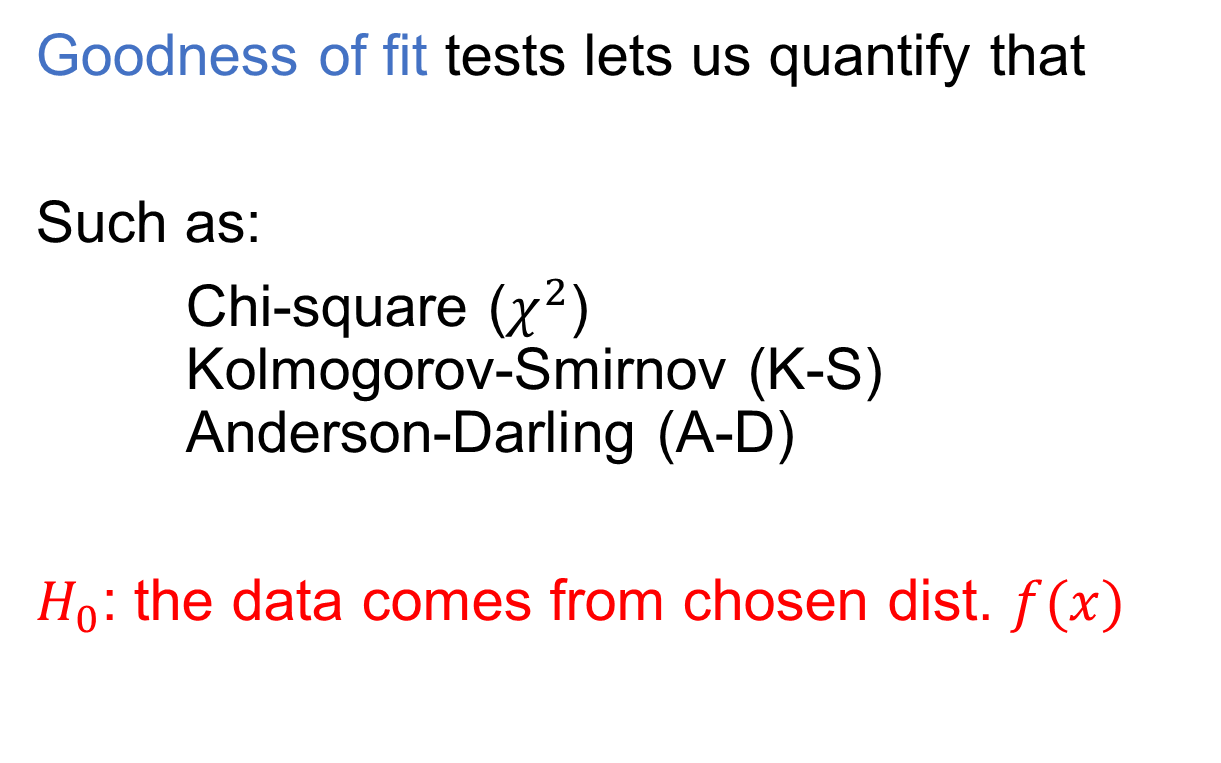 Goodness of fit tests lets us quantify that
Such as:
Chi-square (χ²)
Kolmogorov-Smirnov (K-S)
Anderson-Darling (A-D)
H₀: the data comes from chosen dist. f(x)